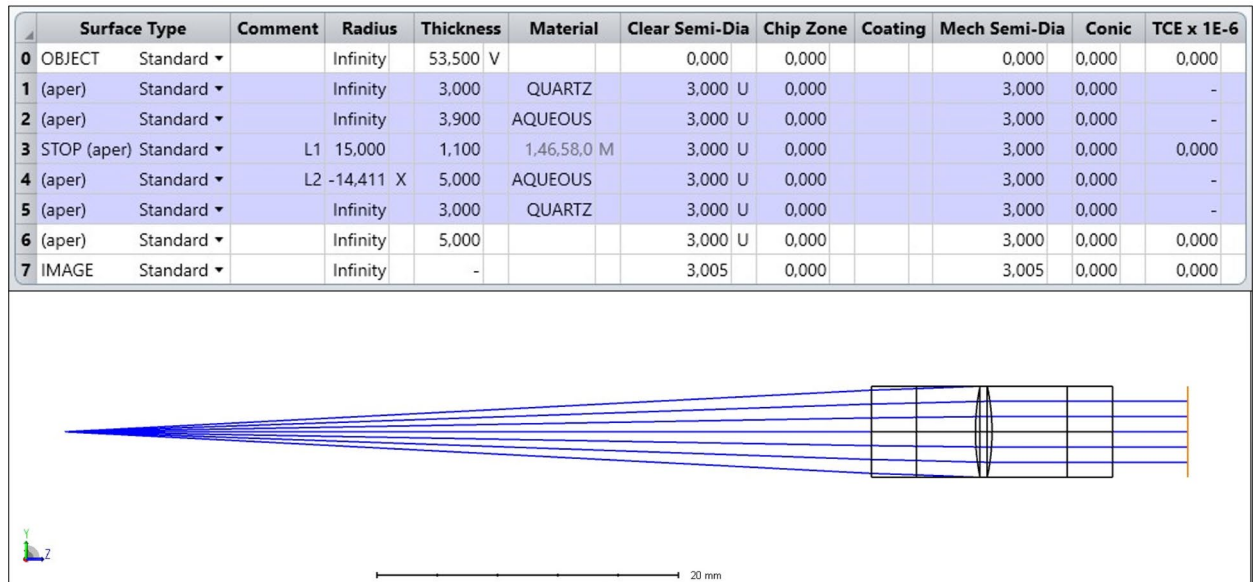 Surface Type Comment Radius Thickness Material Clear Semi-Dia Chip Zone Coating Mech Semi-Dia Conic TCE x 1E-6
0 OBJECT Standard Infinity 53,500 V 0,000 0,000 0,000 0,000 0,000
1 (aper) Standard Infinity 3,000 QUARTZ 3,000 U 0,000 3,000 0,000 -
2 (aper) Standard Infinity 3,900 AQUEOUS 3,000 U 0,000 3,000 0,000 -
3 STOP (aper) Standard L1 15,000 1,100 1,46,58,0 M 3,000 U 0,000 3,000 0,000 0,000
4 (aper) Standard L2 -14,411 X 5,000 AQUEOUS 3,000 U 0,000 3,000 0,000 -
5 (aper) Standard Infinity 3,000 QUARTZ 3,000 U 0,000 3,000 0,000 -
6 (aper) Standard Infinity 5,000 3,000 U 0,000 3,000 0,000 0,000
7 IMAGE Standard Infinity - 3,005 0,000 3,005 0,000 0,000
Y
Z
20 mm